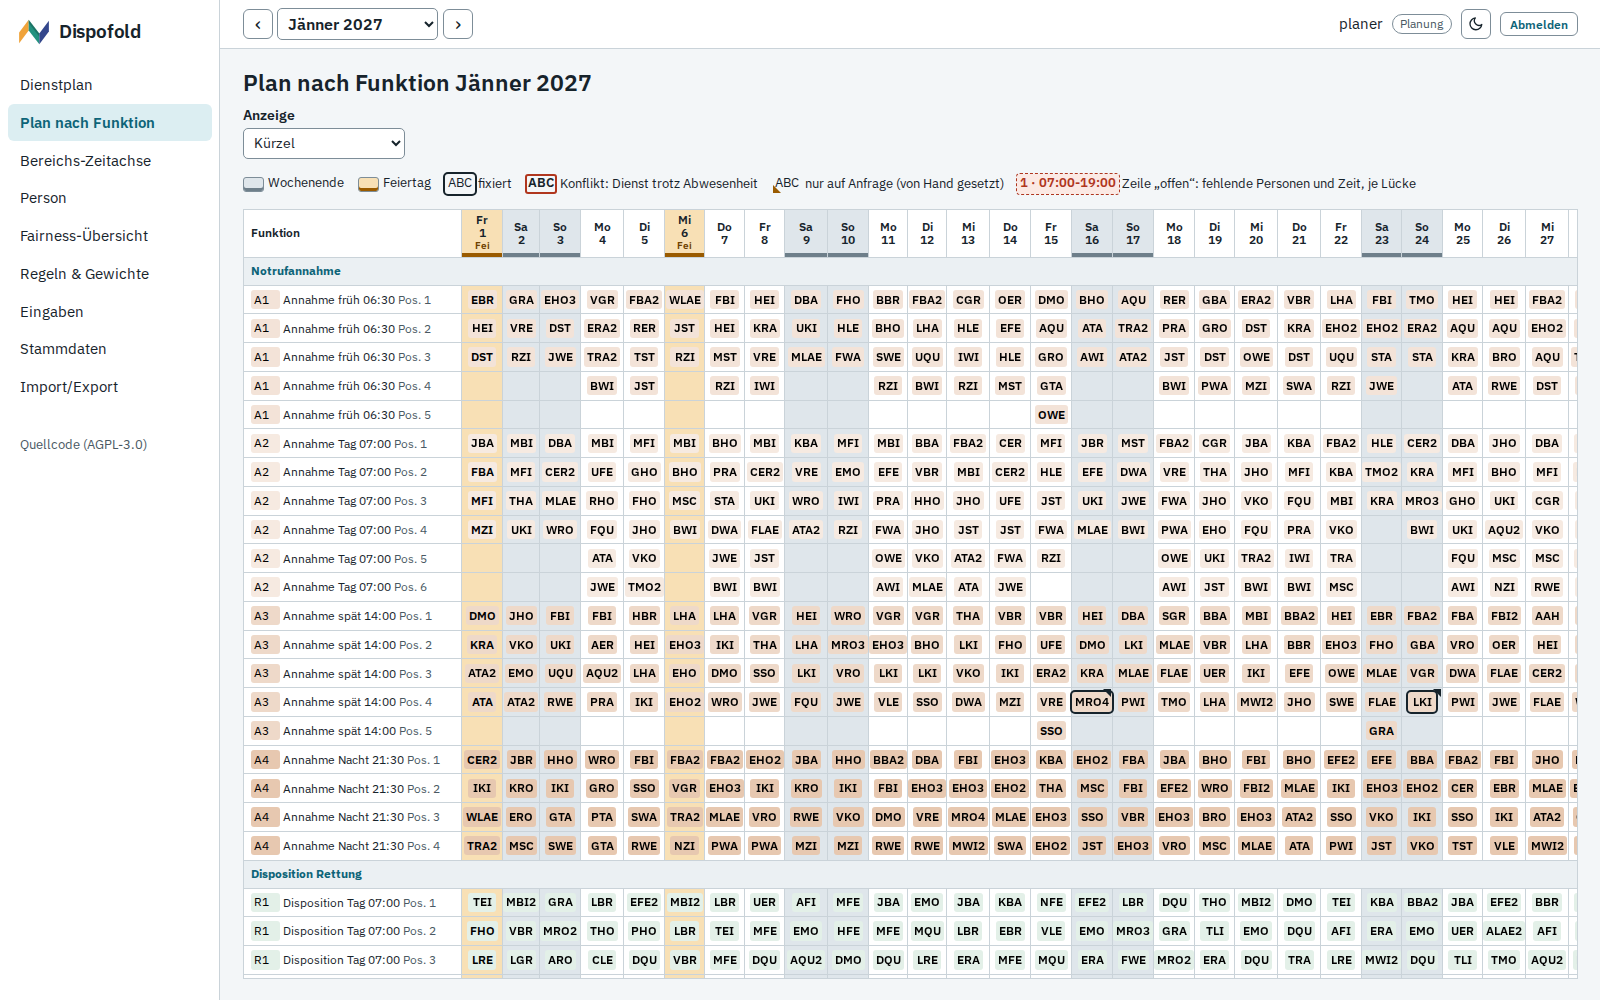 Dispofold
Dienstplan
Plan nach Funktion
Bereichs-Zeitachse
Person
Fairness-Übersicht
Regeln & Gewichte
Eingaben
Stammdaten
Import/Export
Quellcode (AGPL-3.0)
‹ Jänner 2027 › planer Planung Abmelden
Plan nach Funktion Jänner 2027
Anzeige
Kürzel
Wochenende Feiertag ABC fixiert ABC Konflikt: Dienst trotz Abwesenheit ABC nur auf Anfrage (von Hand gesetzt) 1 · 07:00-19:00 Zeile „offen“: fehlende Personen und Zeit, je Lücke
Funktion Fr 1 Fei Sa 2 So 3 Mo 4 Di 5 Mi 6 Fei Do 7 Fr 8 Sa 9 So 10 Mo 11 Di 12 Mi 13 Do 14 Fr 15 Sa 16 So 17 Mo 18 Di 19 Mi 20 Do 21 Fr 22 Sa 23 So 24 Mo 25 Di 26 Mi 27
Notrufannahme
A1 Annahme früh 06:30 Pos. 1 EBR GRA EHO3 VGR FBA2 WLAE FBI HEI DBA FHO BBR FBA2 CGR OER DMO BHO AQU RER GBA ERA2 VBR LHA FBI TMO HEI HEI FBA2
A1 Annahme früh 06:30 Pos. 2 HEI VRE DST ERA2 RER JST HEI KRA UKI HLE BHO LHA HLE EFE AQU ATA TRA2 PRA GRO DST KRA EHO2 EHO2 ERA2 AQU AQU EHO2
A1 Annahme früh 06:30 Pos. 3 DST RZI JWE TRA2 TST RZI MST VRE MLAE FWA SWE UQU IWI HLE GRO AWI ATA2 JST DST OWE DST UQU STA STA KRA BRO AQU
A1 Annahme früh 06:30 Pos. 4 BWI JST RZI IWI RZI BWI RZI MST GTA BWI PWA MZI SWA RZI JWE ATA RWE DST
A1 Annahme früh 06:30 Pos. 5 OWE
A2 Annahme Tag 07:00 Pos. 1 JBA MBI DBA MBI MFI MBI BHO MBI KBA MFI MBI BBA FBA2 CER MFI JBR MST FBA2 CGR JBA KBA FBA2 HLE CER2 DBA JHO DBA
A2 Annahme Tag 07:00 Pos. 2 FBA MFI CER2 UFE GHO BHO PRA CER2 VRE EMO EFE VBR MBI CER2 HLE EFE DWA VRE THA JHO MFI KBA TMO2 KRA MFI BHO MFI
A2 Annahme Tag 07:00 Pos. 3 MFI THA MLAE RHO FHO MSC STA UKI WRO IWI PRA HHO JHO UFE JST UKI JWE FWA JHO VKO FQU MBI KRA MRO3 GHO UKI CGR
A2 Annahme Tag 07:00 Pos. 4 MZI UKI WRO FQU JHO BWI DWA FLAE ATA2 RZI FWA JHO JST JST FWA MLAE BWI PWA EHO FQU PRA VKO BWI UKI AQU2 VKO
A2 Annahme Tag 07:00 Pos. 5 ATA VKO JWE JST OWE VKO ATA2 FWA RZI OWE UKI TRA2 IWI TRA FQU MSC MSC
A2 Annahme Tag 07:00 Pos. 6 JWE TMO2 BWI BWI AWI MLAE ATA JWE AWI JST BWI BWI MSC AWI NZI RWE
A3 Annahme spät 14:00 Pos. 1 DMO JHO FBI FBI HBR LHA LHA VGR HEI WRO VGR VGR THA VBR VBR HEI DBA SGR BBA MBI BBA2 HEI EBR FBA2 FBA FBI2 AAH
A3 Annahme spät 14:00 Pos. 2 KRA VKO UKI AER HEI EHO3 IKI THA LHA MRO3 EHO3 BHO LKI FHO UFE DMO LKI MLAE VBR LHA BBR EHO3 FHO GBA VRO OER HEI
A3 Annahme spät 14:00 Pos. 3 ATA2 EMO UQU AQU2 LHA EHO DMO SSO LKI VRO LKI LKI VKO IKI ERA2 KRA MLAE FLAE UER IKI EFE OWE MLAE VGR DWA FLAE CER2
A3 Annahme spät 14:00 Pos. 4 ATA ATA2 RWE PRA IKI EHO2 WRO JWE FQU JWE VLE SSO DWA MZI VRE MRO4 PWI TMO LHA MWI2 JHO SWE FLAE LKI PWI JWE FLAE
A3 Annahme spät 14:00 Pos. 5 SSO GRA
A4 Annahme Nacht 21:30 Pos. 1 CER2 JBR HHO WRO FBI FBA2 FBA2 EHO2 JBA HHO BBA2 DBA FBI EHO3 KBA EHO2 FBA JBA BHO FBI BHO EFE2 EFE BBA FBA2 FBI JHO
A4 Annahme Nacht 21:30 Pos. 2 IKI KRO IKI GRO SSO VGR EHO3 IKI KRO IKI FBI EHO3 EHO3 EHO2 THA MSC FBI EFE2 WRO FBI2 MLAE IKI EHO3 EHO2 CER EBR MLAE
A4 Annahme Nacht 21:30 Pos. 3 WLAE ERO GTA PTA SWA TRA2 MLAE VRO RWE VKO DMO VRE MRO4 MLAE EHO3 SSO VBR EHO3 BRO EHO3 ATA2 SSO VKO IKI SSO IKI ATA2
A4 Annahme Nacht 21:30 Pos. 4 TRA2 MSC SWE GTA RWE NZI PWA PWA MZI MZI RWE RWE MWI2 SWA EHO2 JST EHO3 VRO MSC MLAE ATA PWI JST VKO TST VLE MWI2
Disposition Rettung
R1 Disposition Tag 07:00 Pos. 1 TEI MBI2 GRA LBR EFE2 MBI2 LBR UER AFI MFE JBA EMO JBA KBA NFE EFE2 LBR DQU THO MBI2 DMO TEI KBA BBA2 JBA EFE2 BBR
R1 Disposition Tag 07:00 Pos. 2 FHO VBR MRO2 THO PHO LBR TEI MFE EMO HFE MFE MQU LBR EBR VLE EMO MRO3 GRA TLI EMO DQU AFI ERA EMO UER ALAE2 AFI
R1 Disposition Tag 07:00 Pos. 3 LRE LGR ARO CLE DQU VBR MFE DQU AQU2 DMO DQU LRE ERA MFE MQU ERA FWE MRO2 ERA DQU TRA LRE MWI2 DQU TLI TMO AQU2